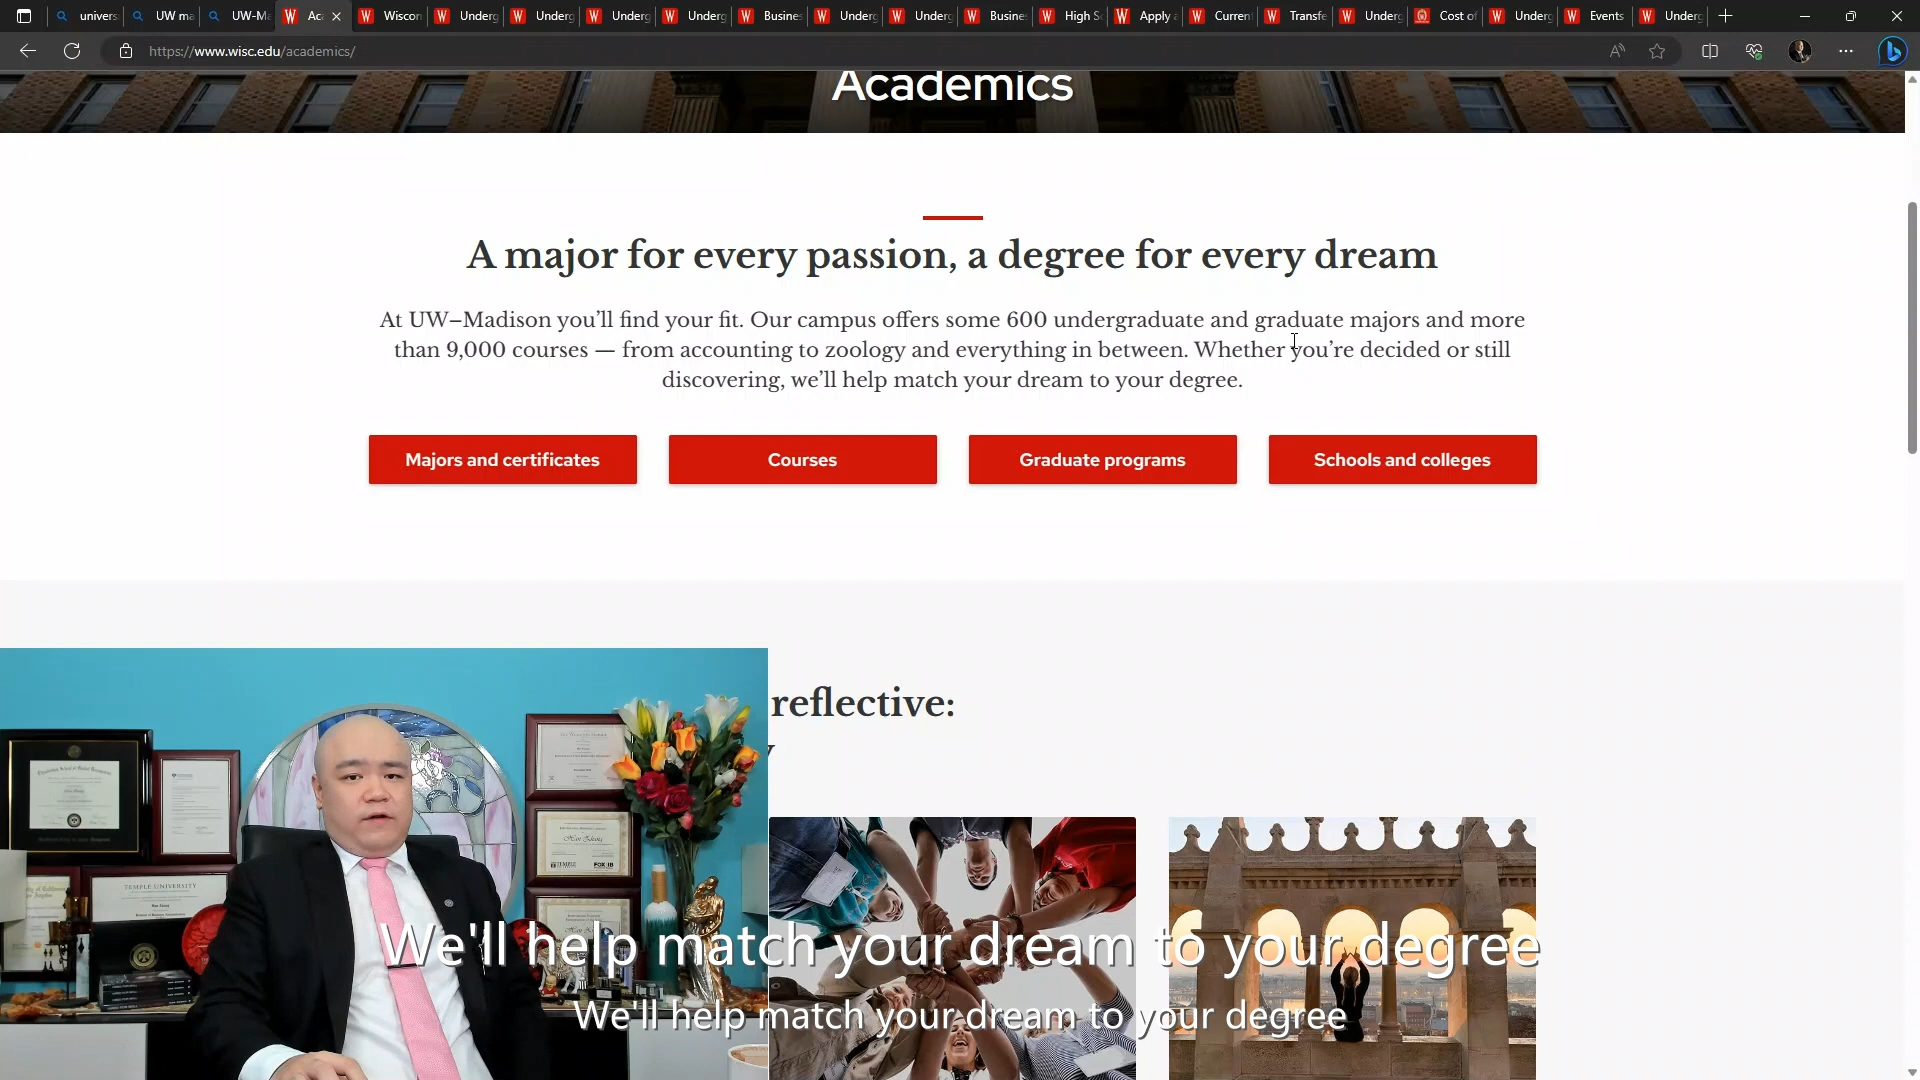 univers
UW ma
UW-Ma
Ac
Wiscon
Underg
Underg
Underg
Underg
Busines
Underg
Underg
Busine
High S
Apply a
Curren
Transfe
Underg
Cost of
Underg
Events
Underg
https://www.wisc.edu/academics/
Academics
A major for every passion, a degree for every dream
At UW–Madison you’ll find your fit. Our campus offers some 600 undergraduate and graduate majors and more
than 9,000 courses — from accounting to zoology and everything in between. Whether you’re decided or still
discovering, we’ll help match your dream to your degree.
Majors and certificates
Courses
Graduate programs
Schools and colleges
reflective:
y
TEMPLE UNIVERSITY
We'll help match your dream to your degree
We'll help match your dream to your degree